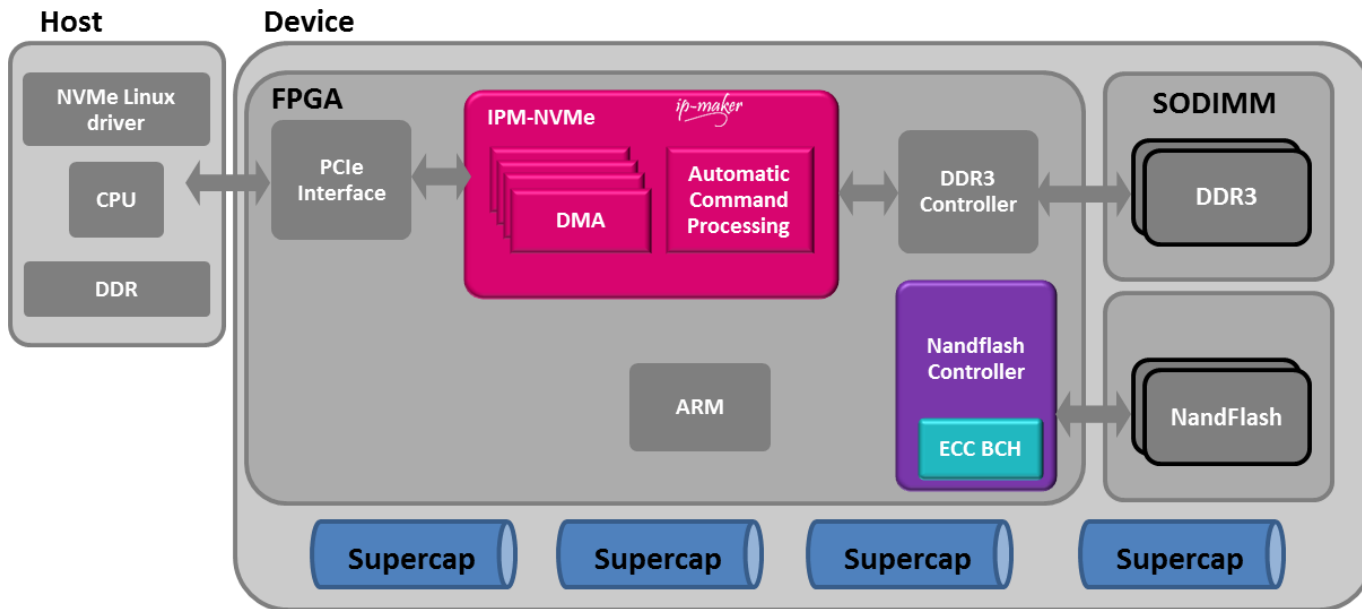 Host
Device
NVMe Linux
driver
CPU
DDR
FPGA
PCIe
Interface
IPM-NVMe
ip-maker
DMA
Automatic
Command
Processing
DDR3
Controller
SODIMM
DDR3
ARM
Nandflash
Controller
ECC BCH
NandFlash
Supercap
Supercap
Supercap
Supercap